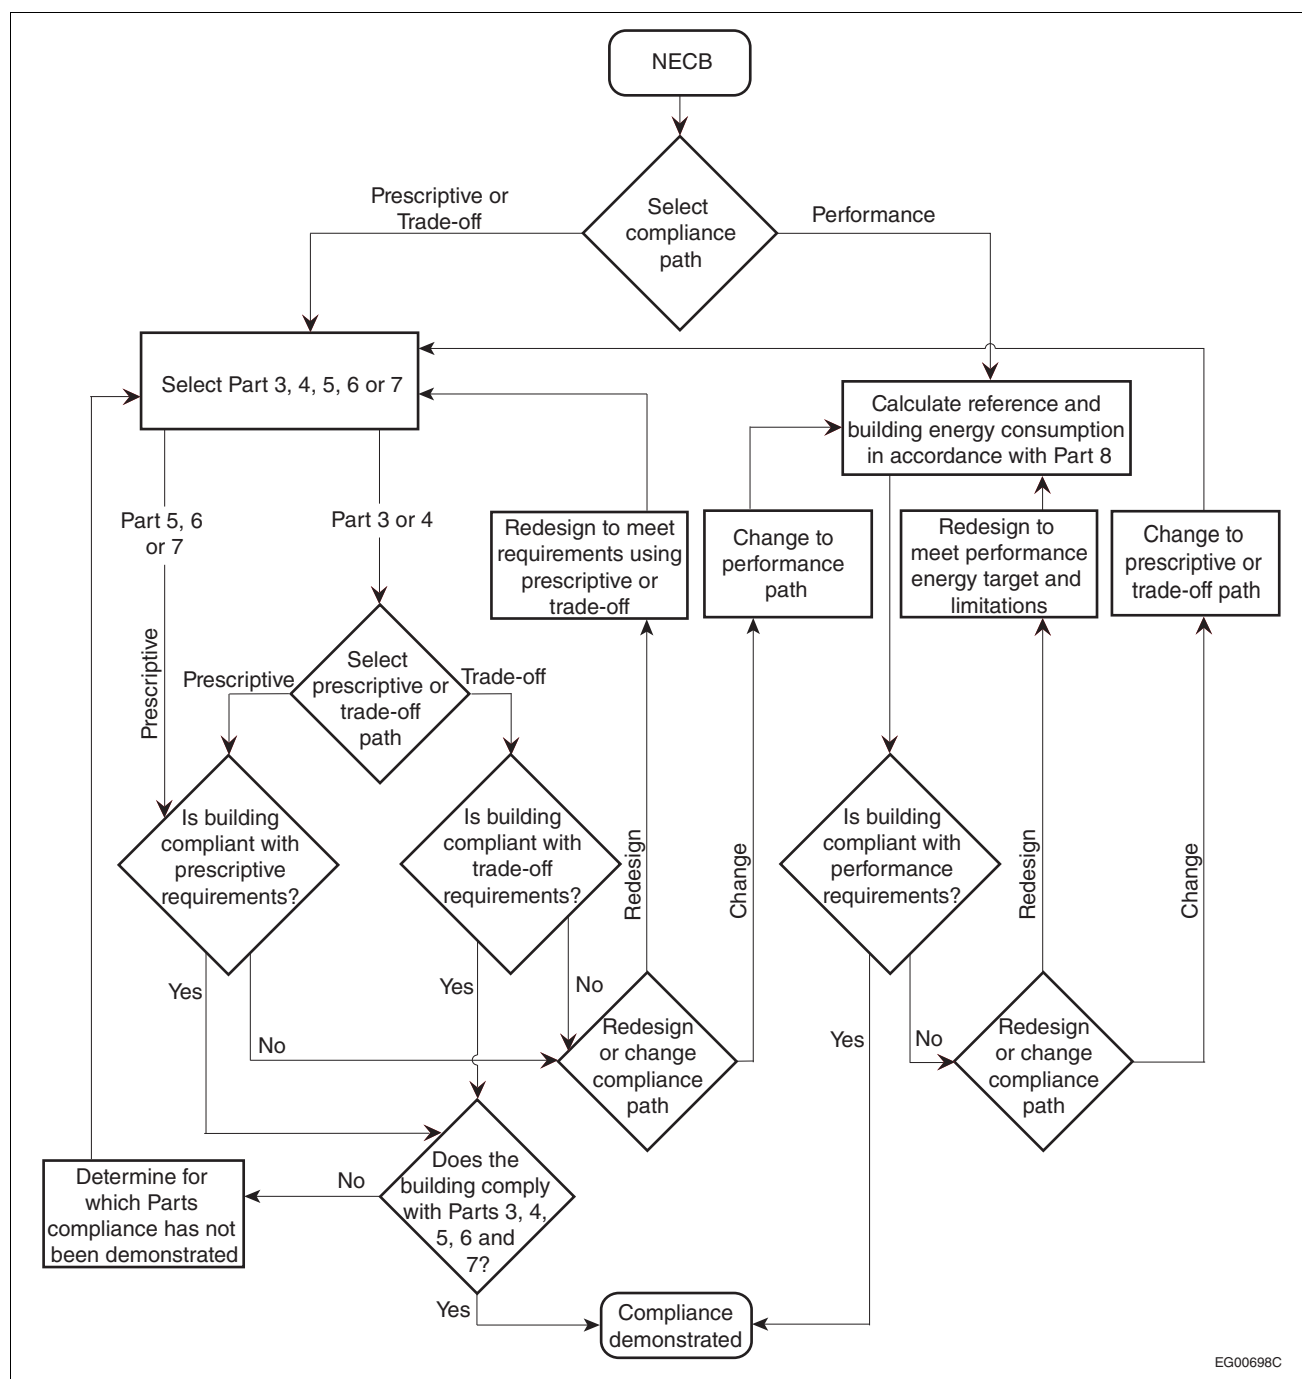 NECB
Select
compliance
path
Prescriptive or
Trade-off
Performance
Select Part 3, 4, 5, 6 or 7
Calculate reference and
building energy consumption
in accordance with Part 8
Part 5, 6
or 7
Part 3 or 4
Redesign to meet
requirements using
prescriptive or
trade-off
Change to
performance
path
Redesign to
meet performance
energy target and
limitations
Change to
prescriptive or
trade-off path
Prescriptive
Prescriptive
Select
prescriptive or
trade-off
path
Trade-off
Is building
compliant with
prescriptive
requirements?
Is building
compliant with
trade-off
requirements?
Redesign
Change
Is building
compliant with
performance
requirements?
Redesign
Change
Yes
No
Yes
No
Redesign
or change
compliance
path
Yes
No
Redesign
or change
compliance
path
Determine for
which Parts
compliance has not
been demonstrated
No
Does the
building comply
with Parts 3, 4,
5, 6 and
7?
Yes
Compliance
demonstrated
EG00698C